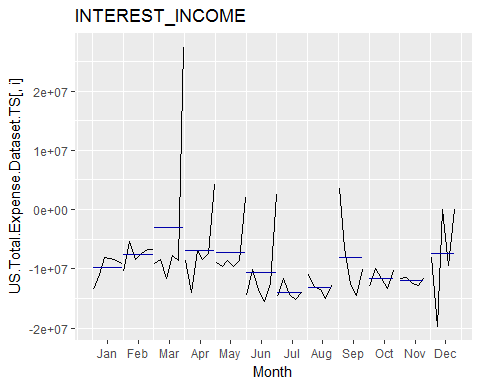 INTEREST_INCOME
US.Total.Expense.Dataset.TS[, i]
2e+07
1e+07
0e+00
-1e+07
-2e+07
Jan Feb Mar Apr May Jun Jul Aug Sep Oct Nov Dec
Month